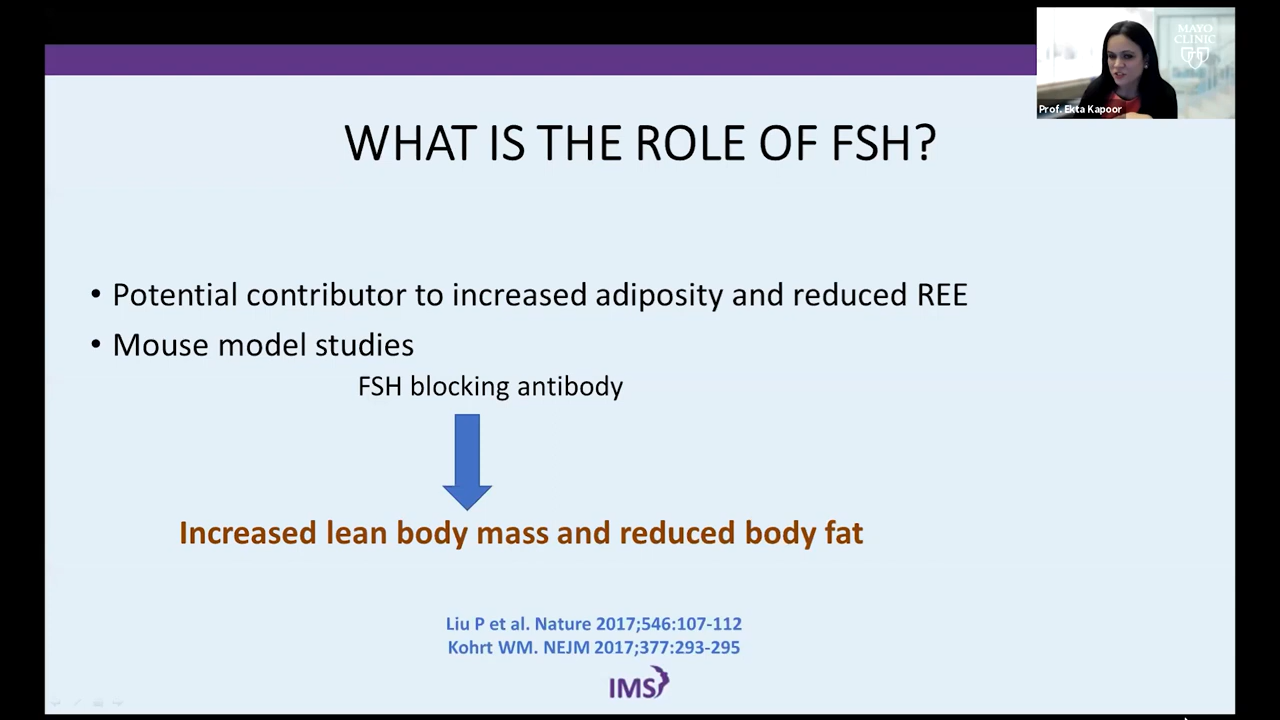 MAYO
CLINIC
Prof. Ekta Kapoor
WHAT IS THE ROLE OF FSH?
• Potential contributor to increased adiposity and reduced REE
• Mouse model studies
FSH blocking antibody
Increased lean body mass and reduced body fat
Liu P et al. Nature 2017;546:107-112
Kohrt WM. NEJM 2017;377:293-295
IMS